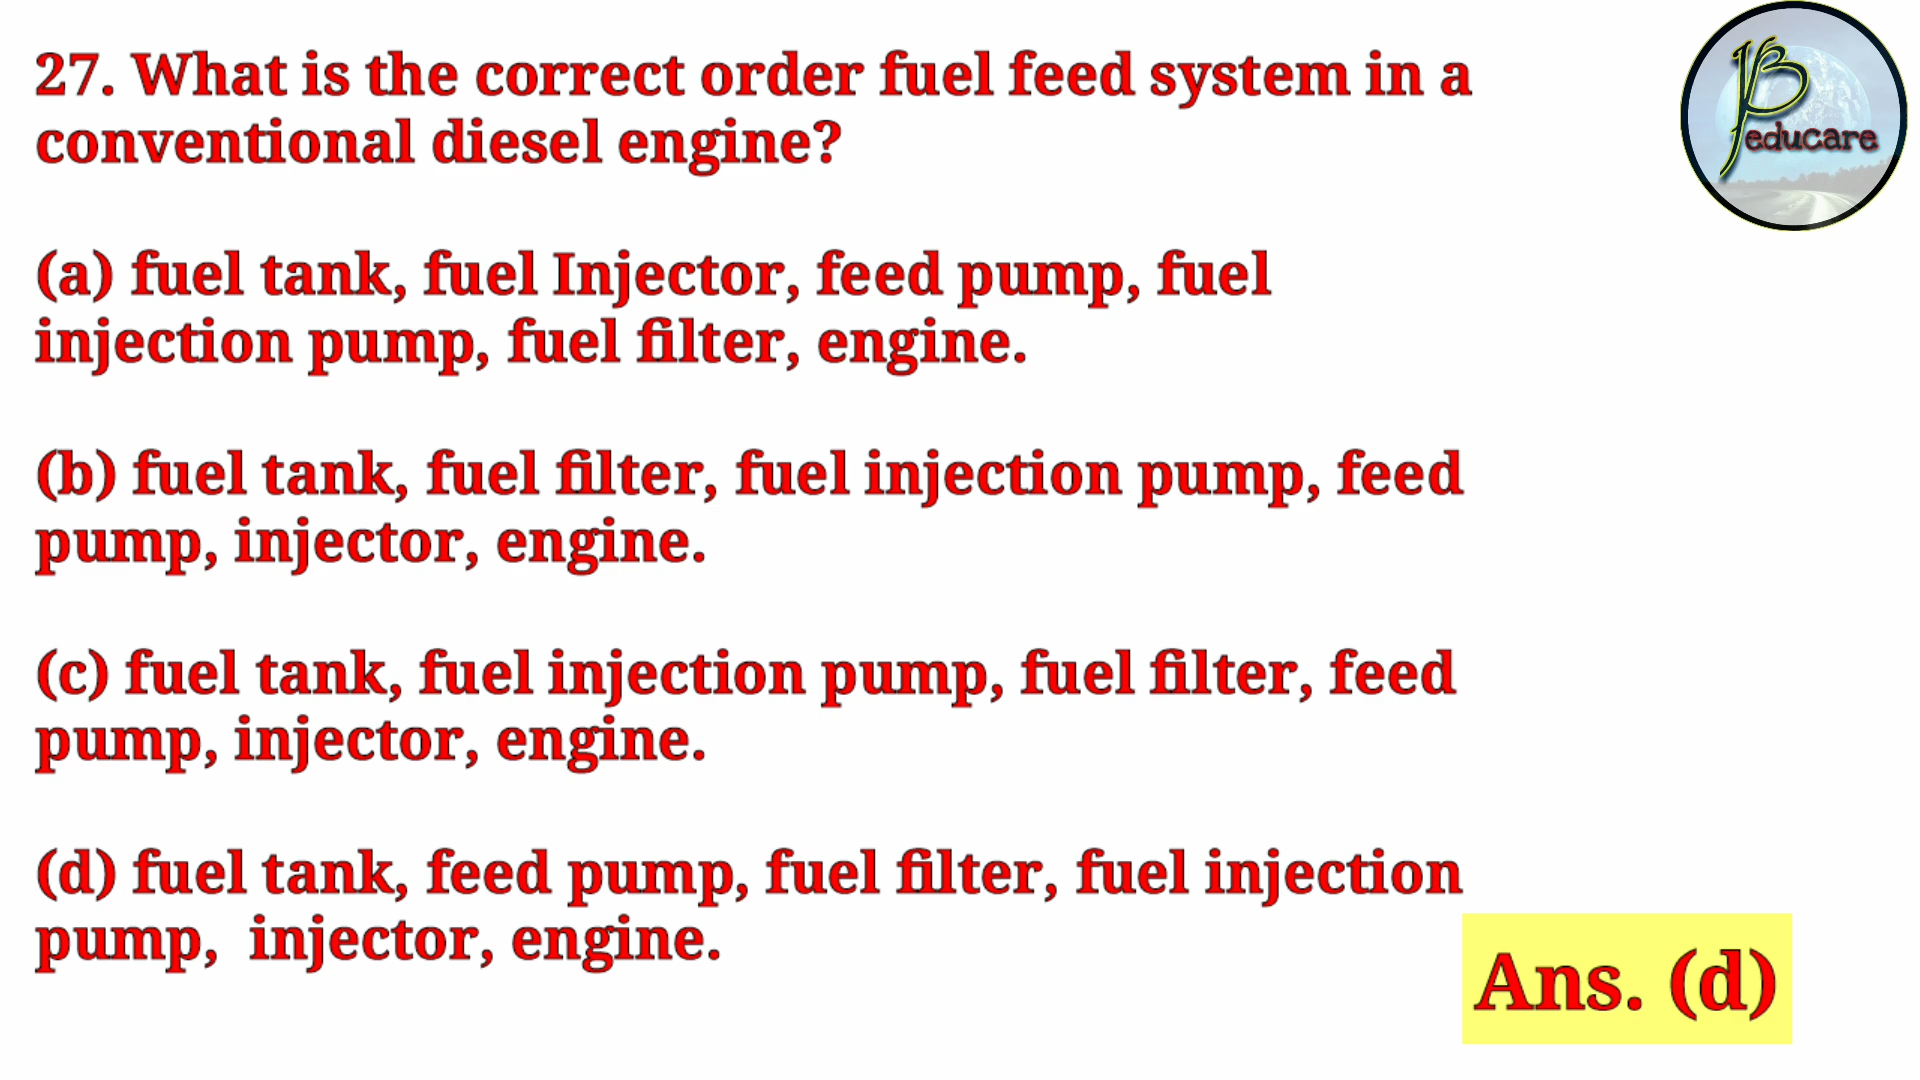 27. What is the correct order fuel feed system in a
conventional diesel engine?
(a) fuel tank, fuel Injector, feed pump, fuel
injection pump, fuel filter, engine.
(b) fuel tank, fuel filter, fuel injection pump, feed
pump, injector, engine.
(c) fuel tank, fuel injection pump, fuel filter, feed
pump, injector, engine.
(d) fuel tank, feed pump, fuel filter, fuel injection
pump,  injector, engine.
Ans. (d)
educare